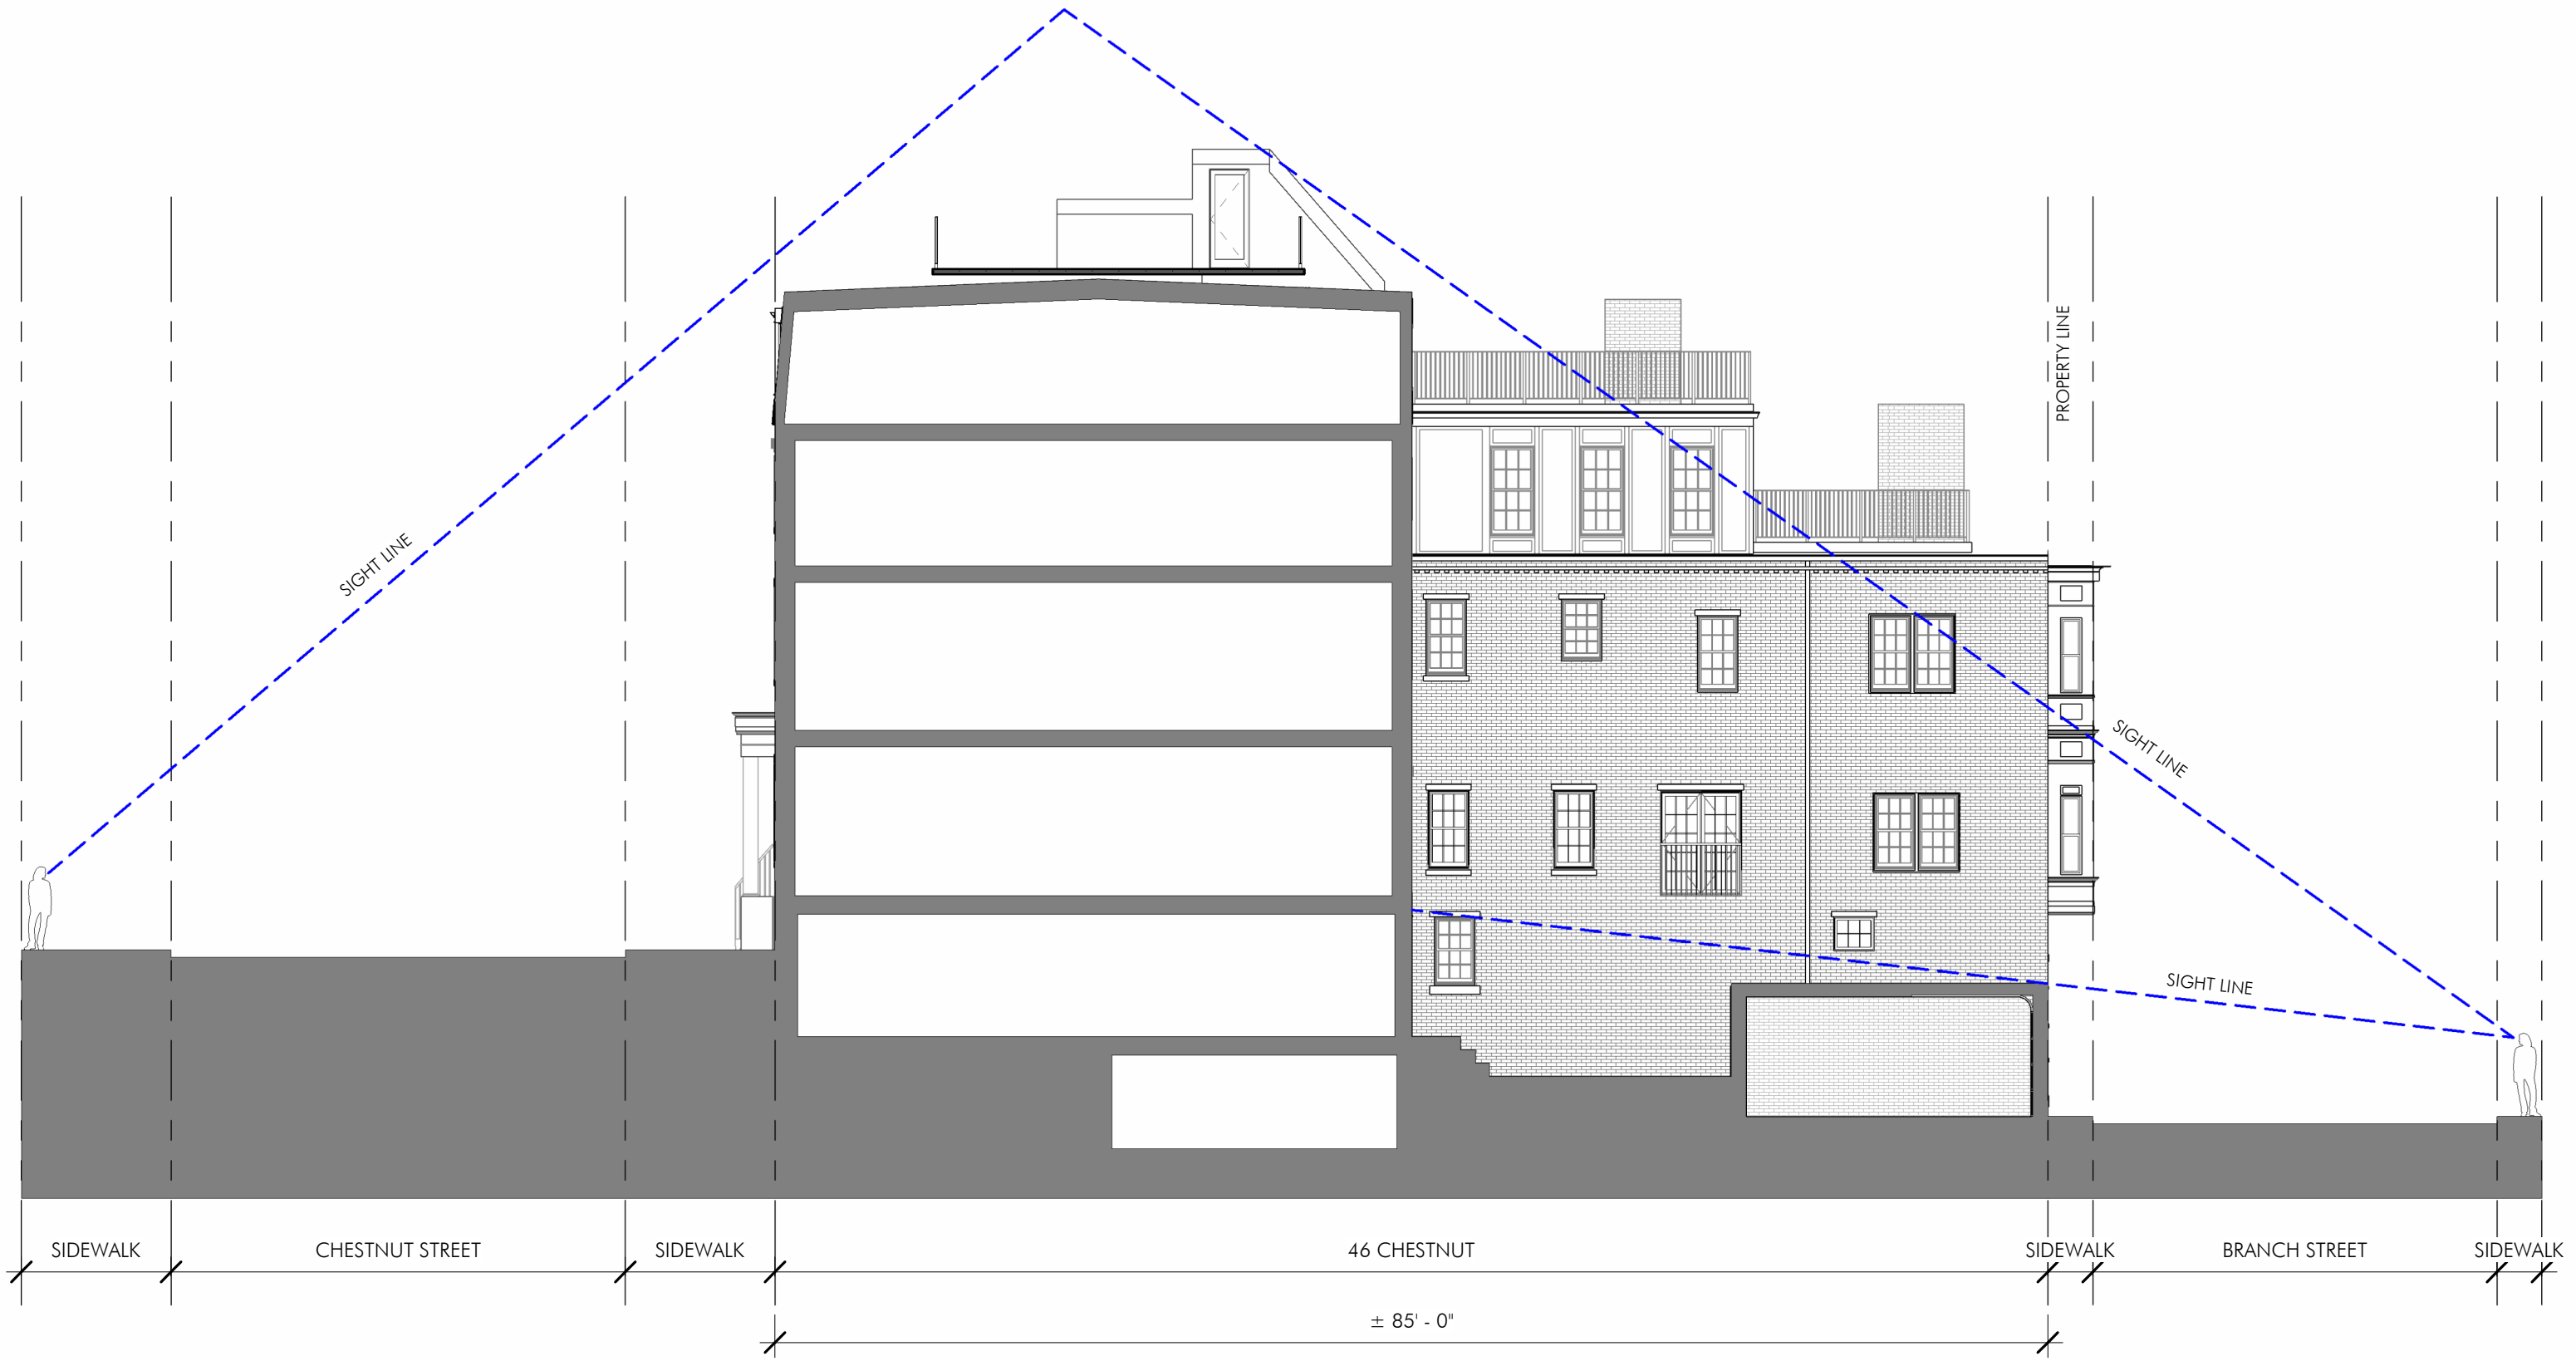 PROPERTY LINE
SIGHT LINE
SIGHT LINE
SIGHT LINE
SIDEWALK
CHESTNUT STREET
SIDEWALK
46 CHESTNUT
SIDEWALK
BRANCH STREET
SIDEWALK
± 85' - 0"